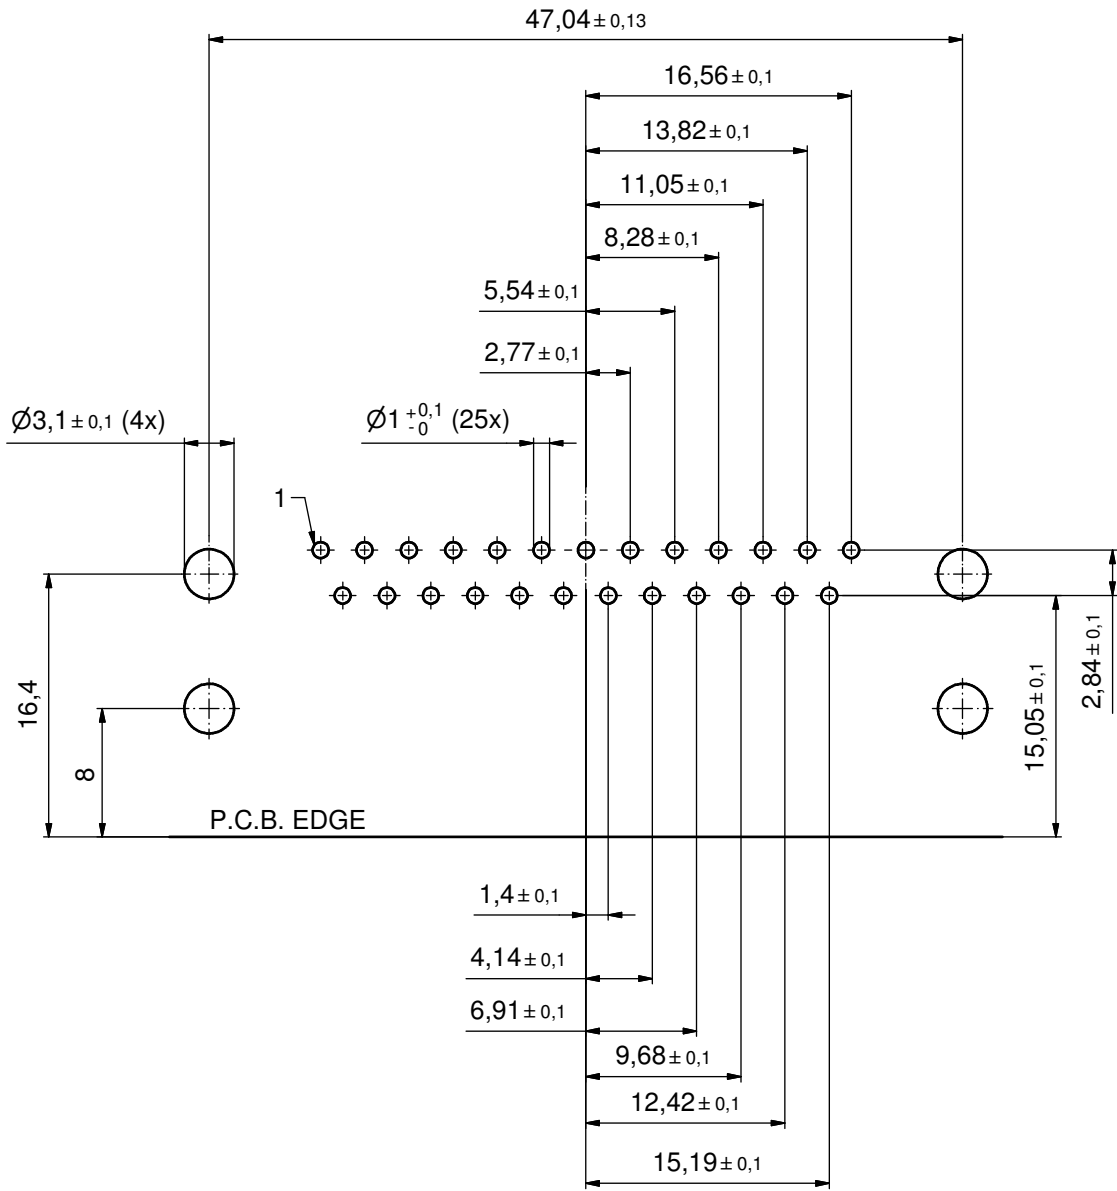 47,04 ± 0,13
16,56 ± 0,1
13,82 ± 0,1
11,05 ± 0,1
8,28 ± 0,1
5,54 ± 0,1
2,77 ± 0,1
Ø3,1 ± 0,1 (4x)
Ø1 +0,1 -0 (25x)
1
16,4
8
2,84 ± 0,1
15,05 ± 0,1
P.C.B. EDGE
1,4 ± 0,1
4,14 ± 0,1
6,91 ± 0,1
9,68 ± 0,1
12,42 ± 0,1
15,19 ± 0,1